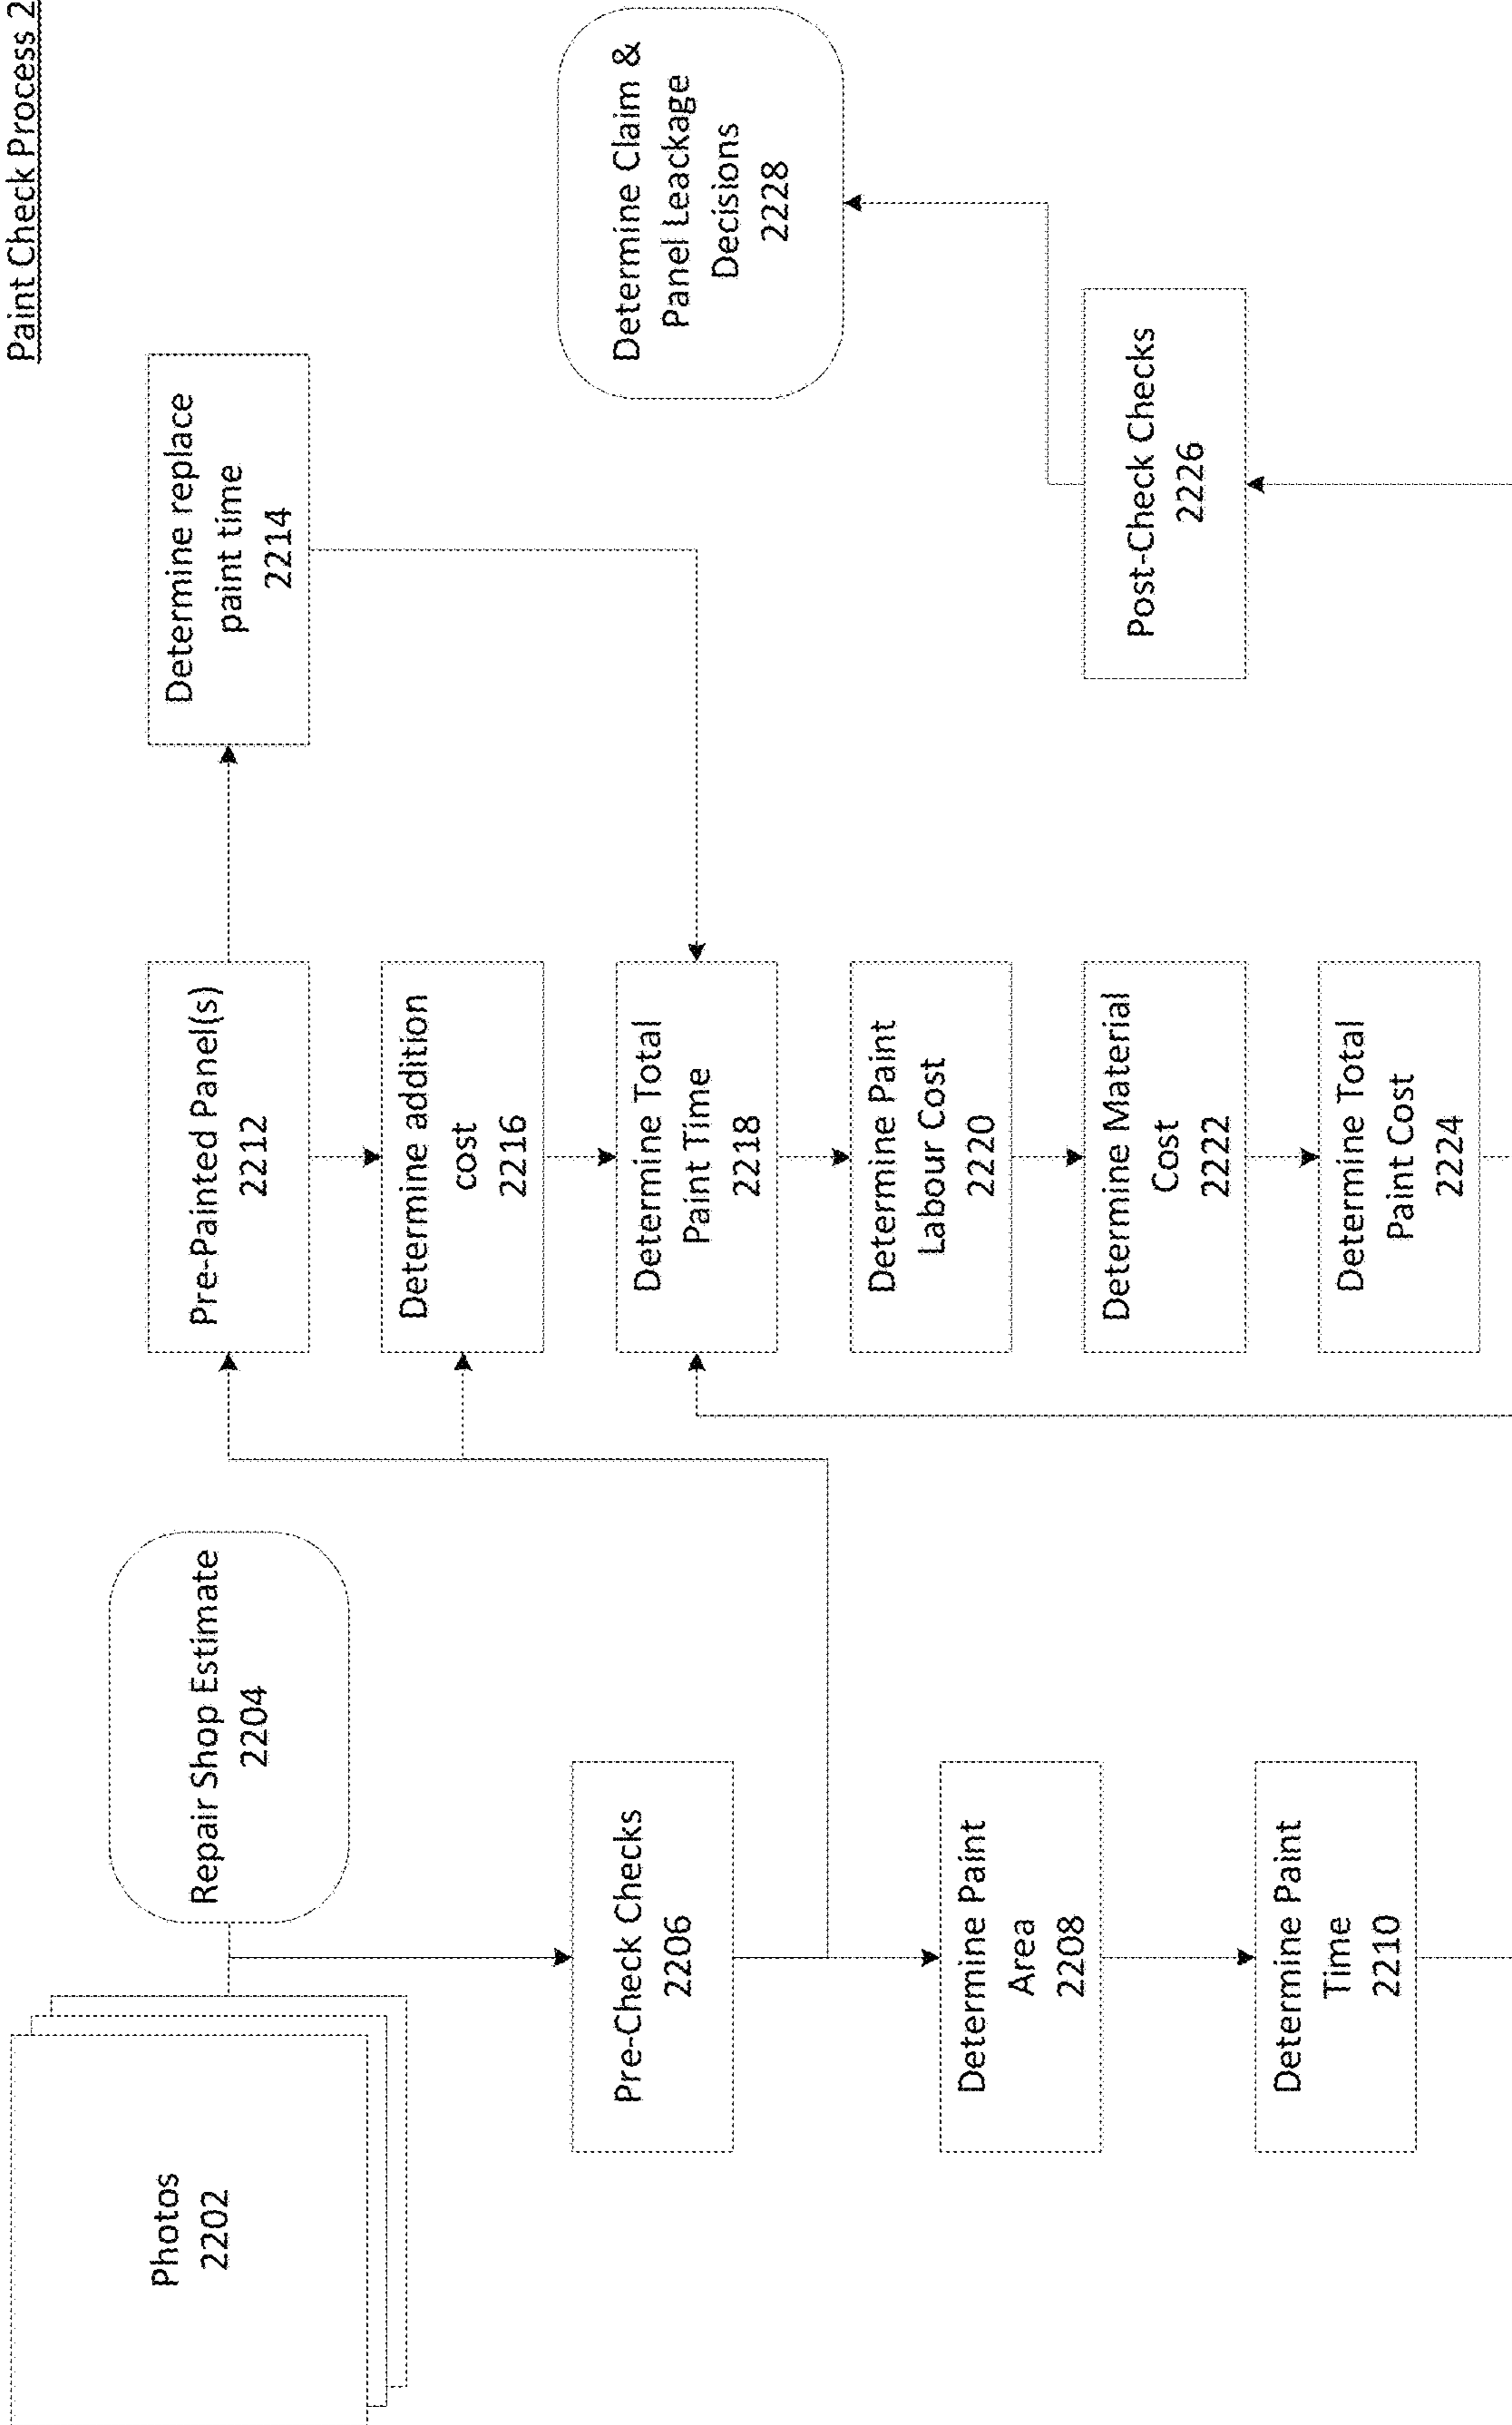 Paint Check Process 2
Photos
2202
Repair Shop Estimate
2204
Pre-Check Checks
2206
Determine Paint
Area
2208
Determine Paint
Time
2210
Pre-Painted Panel(s)
2212
Determine replace
paint time
2214
Determine addition
cost
2216
Determine Total
Paint Time
2218
Determine Paint
Labour Cost
2220
Determine Material
Cost
2222
Determine Total
Paint Cost
2224
Post-Check Checks
2226
Determine Claim &
Panel Leackage
Decisions
2228